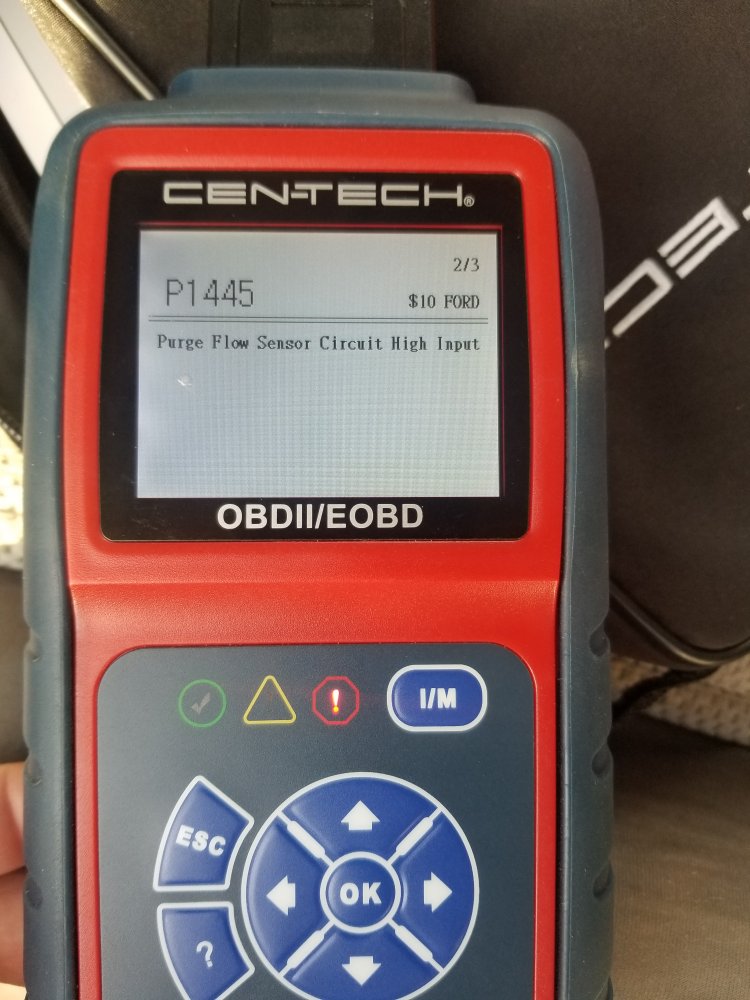 CEN-TECH®
2/3
P1445
$10 FORD
Purge Flow Sensor Circuit High Input
OBDII/EOBD
!
I/M
ESC
OK
?